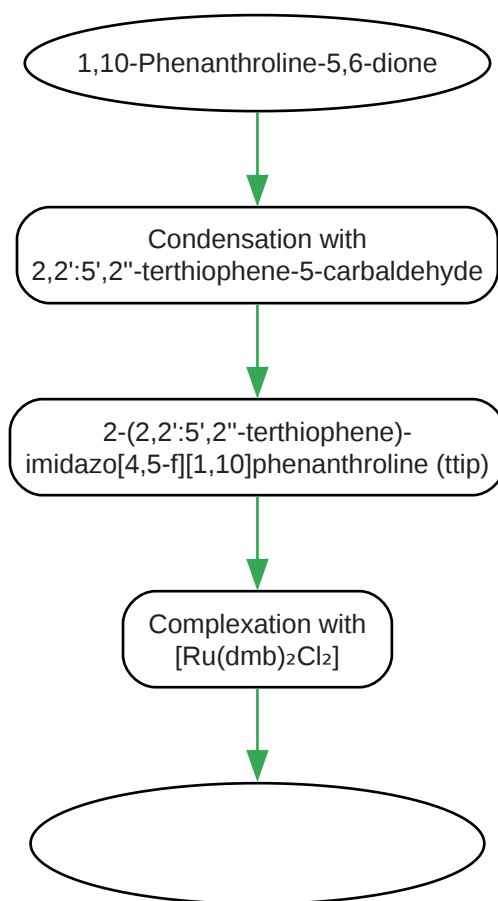 1,10-Phenanthroline-5,6-dione
Condensation with
2,2':5',2"-terthiophene-5-carbaldehyde
2-(2,2':5',2"-terthiophene)-
imidazo[4,5-f][1,10]phenanthroline (ttip)
Complexation with
[Ru(dmb)₂Cl₂]